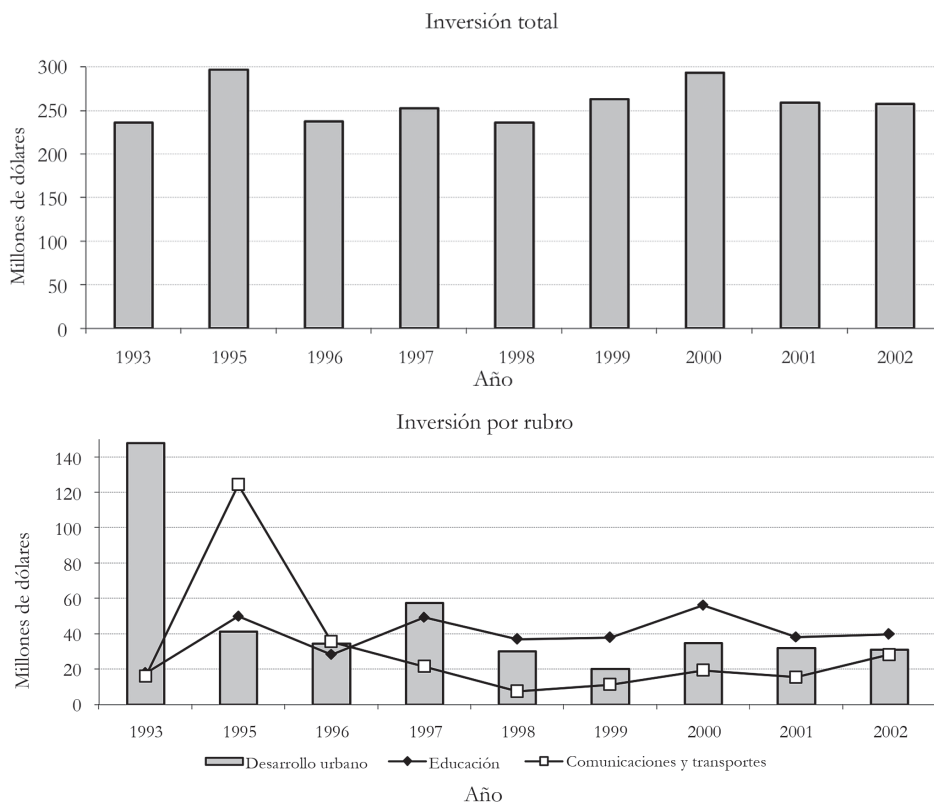 Inversión total
Millones de dólares
300
250
200
150
100
50
0
1993 1995 1996 1997 1998 1999 2000 2001 2002
Año
Inversión por rubro
Millones de dólares
140
120
100
80
60
40
20
0
1993 1995 1996 1997 1998 1999 2000 2001 2002
Desarrollo urbano Educación Comunicaciones y transportes
Año